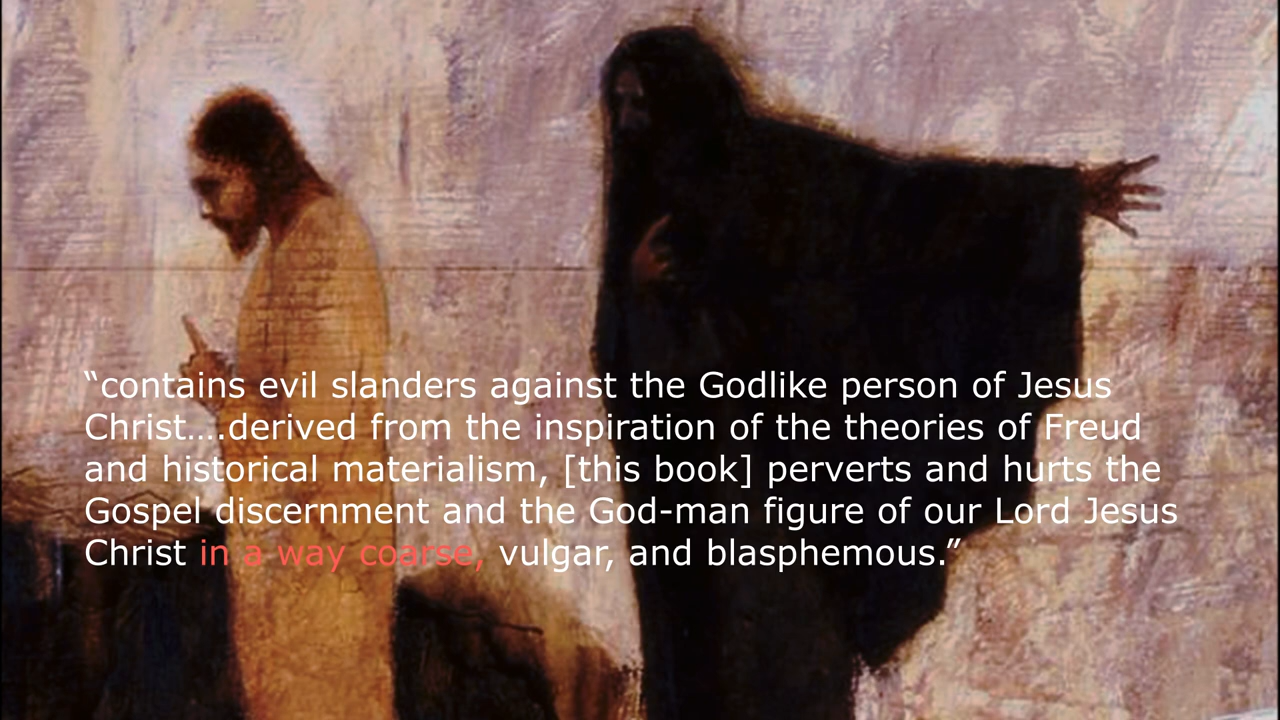 “contains evil slanders against the Godlike person of Jesus
Christ….derived from the inspiration of the theories of Freud
and historical materialism, [this book] perverts and hurts the
Gospel discernment and the God-man figure of our Lord Jesus
Christ in a way coarse, vulgar, and blasphemous.”